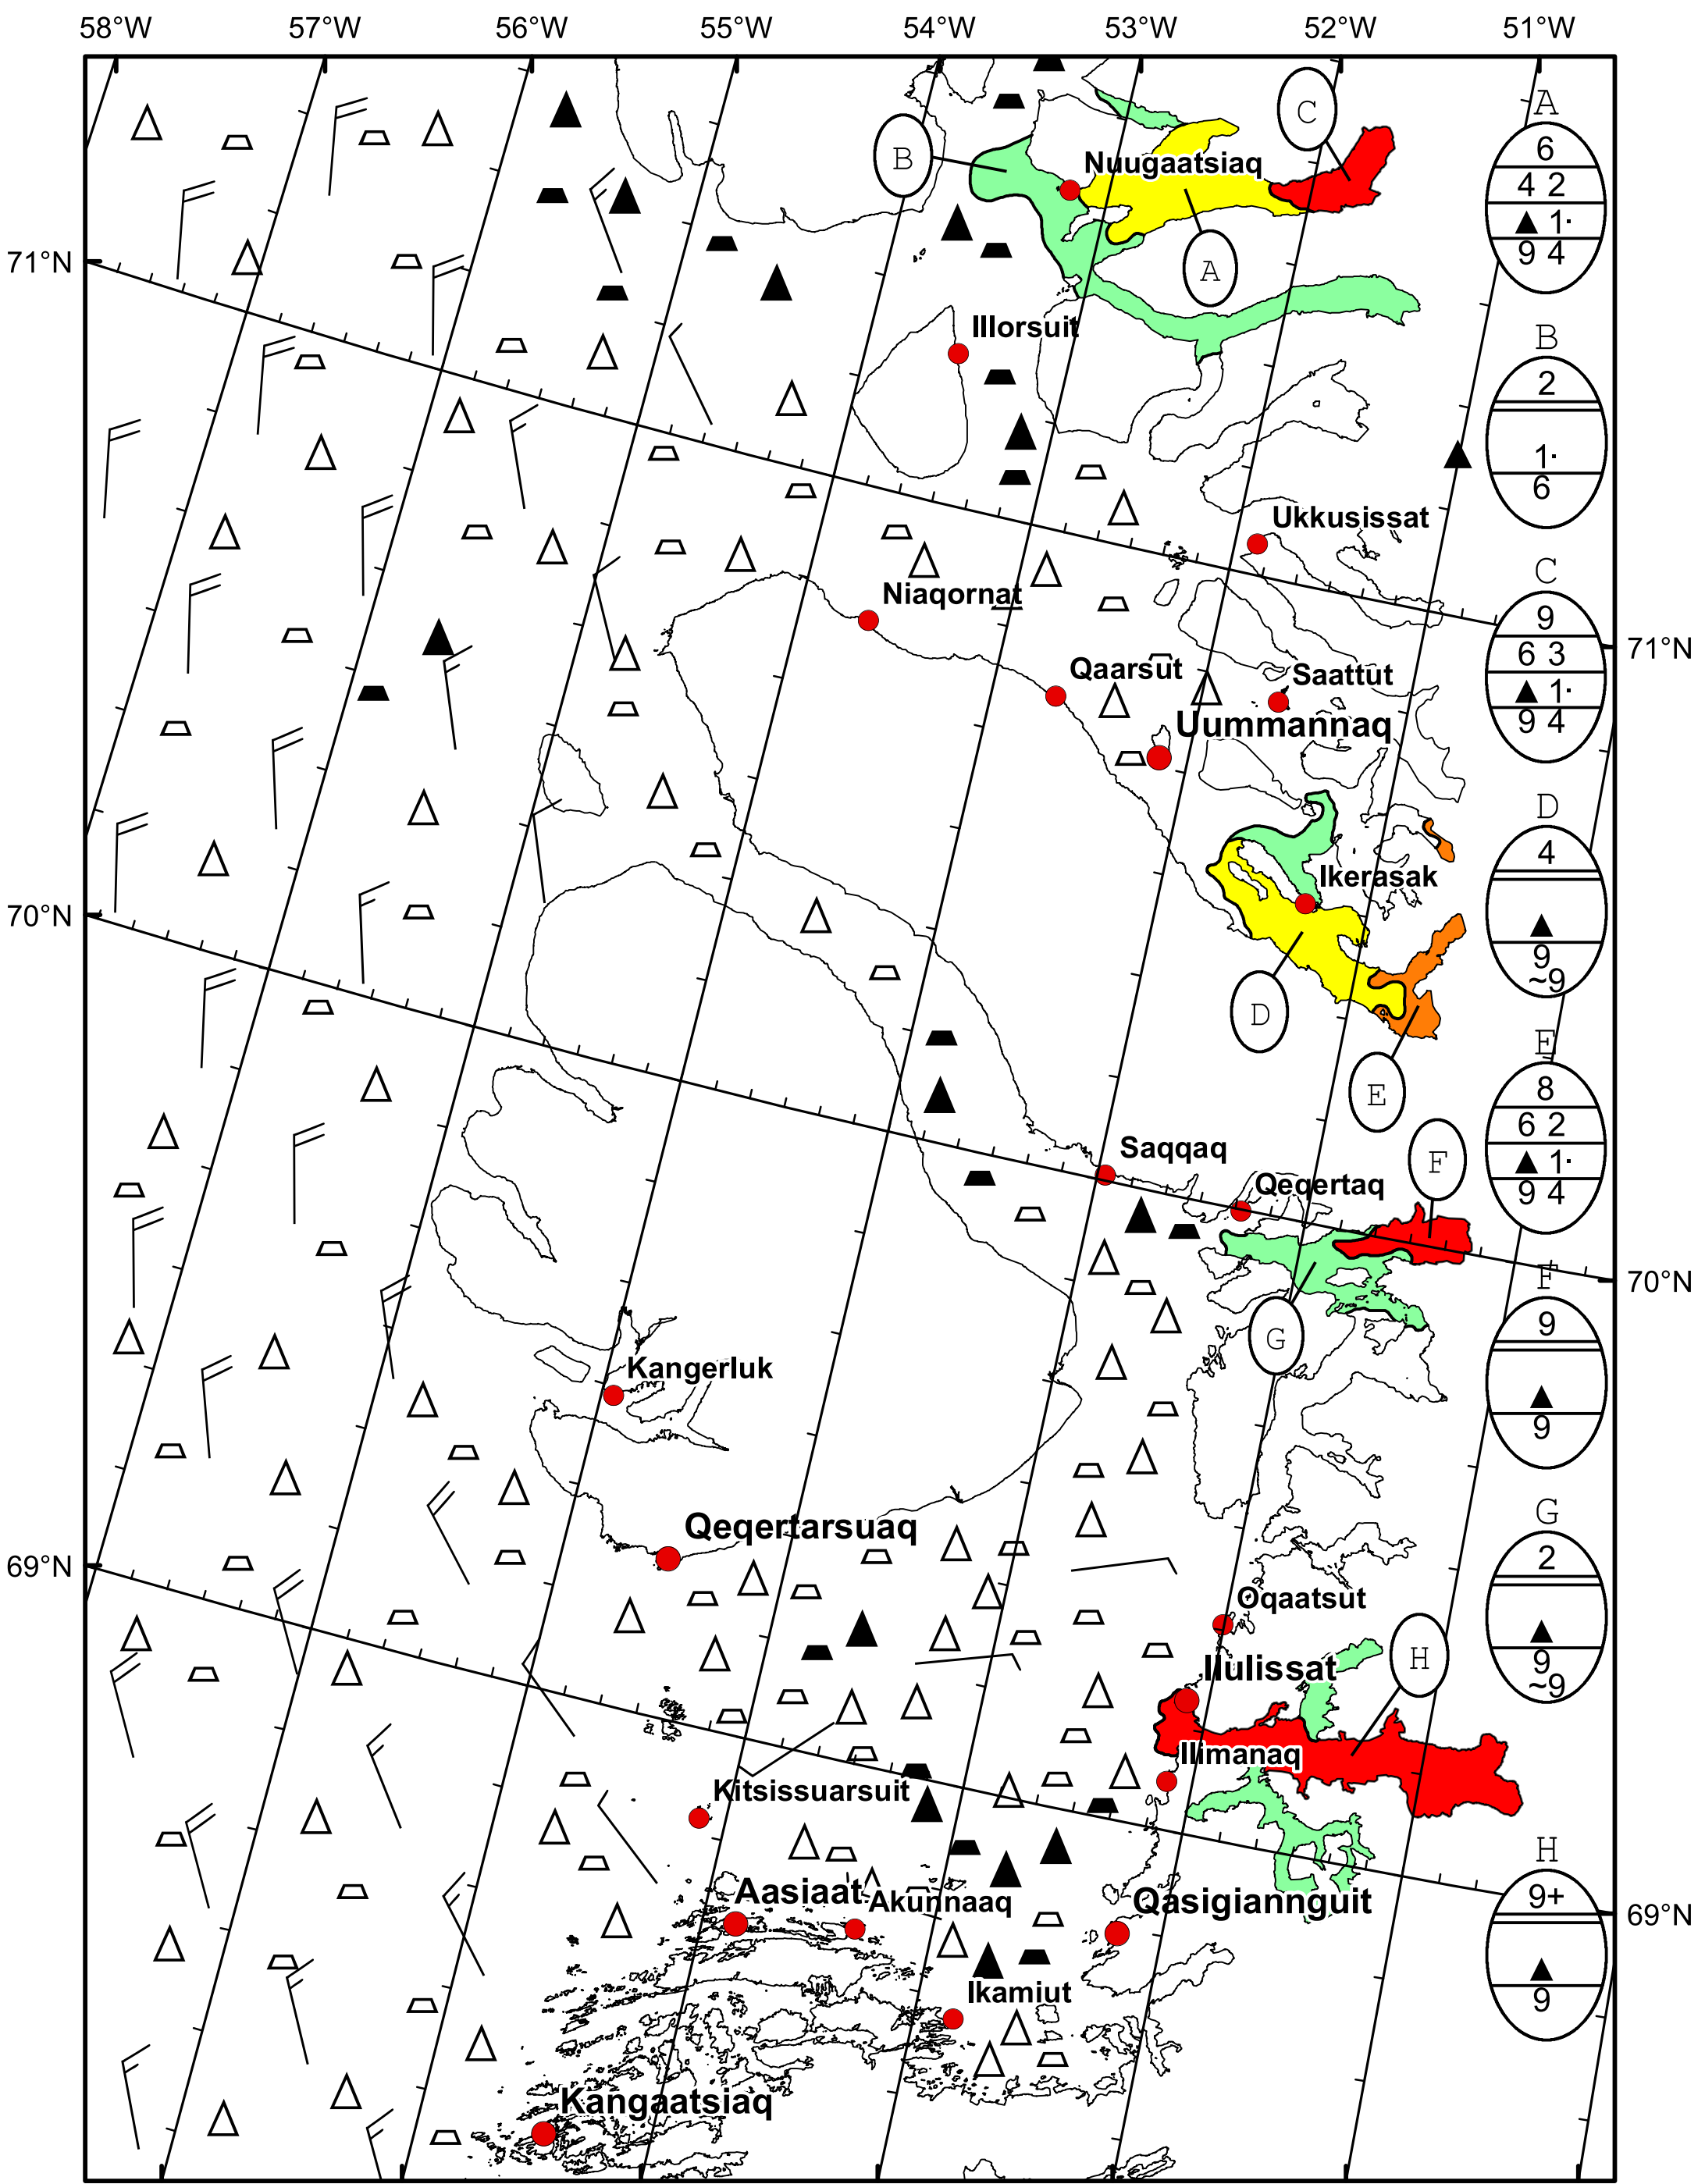 58°W 57°W 56°W 55°W 54°W 53°W 52°W 51°W
A
6
4 2
▲ 1·
9 4
C
B
Nuugaatsiaq
71°N
A
Illorsuit
B
2
1·
6
Ukkusissat
C
9
6 3
▲ 1·
9 4
Niaqornat
71°N
Qaarsut
Saattut
Uummannaq
D
4
▲
9
~9
Ikerasak
70°N
D
E
E
8
6 2
▲ 1·
9 4
F
Saqqaq
Qeqertaq
70°N
F
9
▲
9
G
Kangerluk
Qeqertarsuaq
69°N
G
2
▲
9
~9
Oqaatsut
H
Ilulissat
Ilimanaq
Kitsissuarsuit
H
9+
▲
9
Aasiaat
Akunnaaq
Qasigiannguit
69°N
Ikamiut
Kangaatsiaq